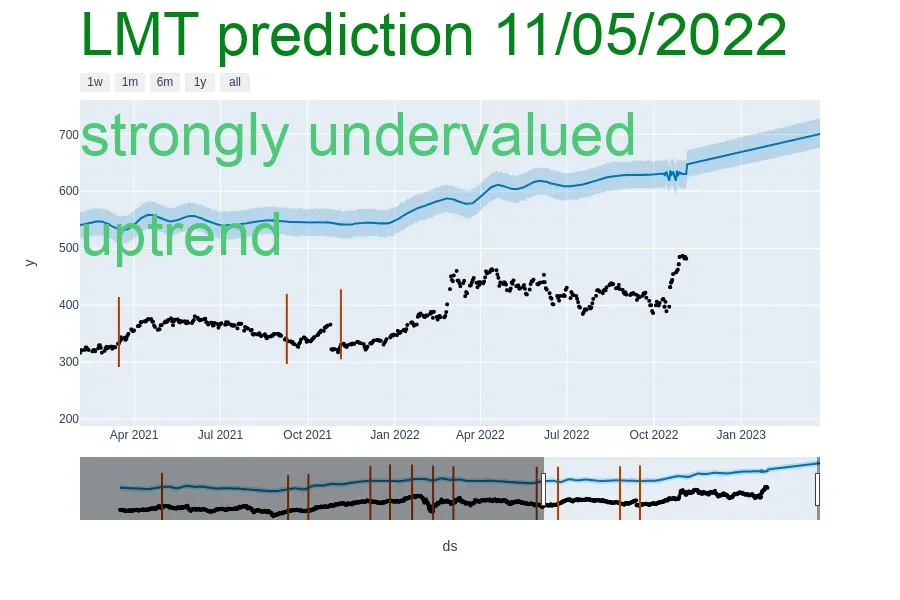 LMT prediction 11/05/2022
1w 1m 6m 1y all
strongly undervalued
uptrend
700
600
500
400
300
200
y
Apr 2021 Jul 2021 Oct 2021 Jan 2022 Apr 2022 Jul 2022 Oct 2022 Jan 2023
ds